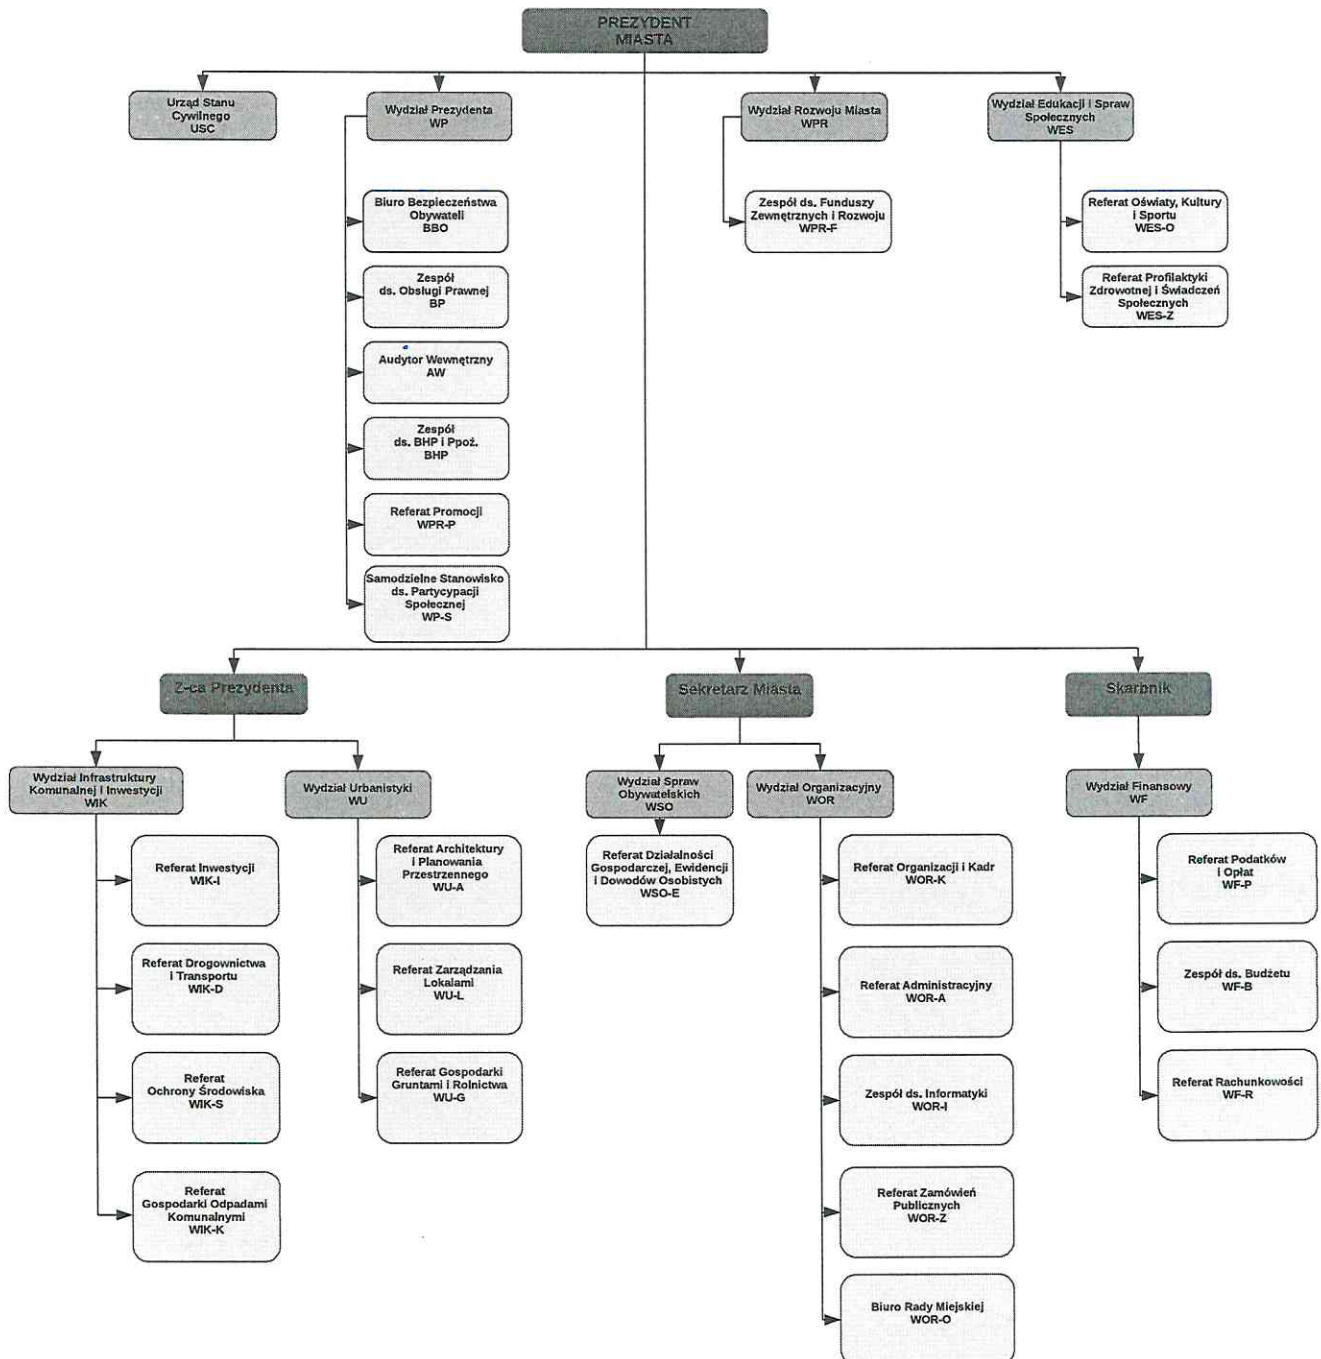 PREZYDENT
MIASTA
Urząd Stanu
Cywilnego
USC
Wydział Prezydenta
WP
Wydział Rozwoju Miasta
WPR
Wydział Edukacji i Spraw
Społecznych
WES
Biuro Bezpieczeństwa
Obywateli
BBO
Zespół
ds. Obsługi Prawnej
BP
Audytor Wewnętrzny
AW
Zespół
ds. BHP i Ppoż.
BHP
Referat Promocji
WPR-P
Samodzielne Stanowisko
ds. Partycypacji
Społecznej
WP-S
Zespół ds. Funduszy
Zewnętrznych i Rozwoju
WPR-F
Referat Oświaty, Kultury
i Sportu
WES-O
Referat Profilaktyki
Zdrowotnej i Świadczeń
Społecznych
WES-Z
Z-ca Prezydenta
Sekretarz Miasta
Skarbnik
Wydział Infrastruktury
Komunalnej i Inwestycji
WIK
Wydział Urbanistyki
WU
Wydział Spraw
Obywatelskich
WSO
Wydział Organizacyjny
WOR
Wydział Finansowy
WF
Referat Inwestycji
WIK-I
Referat Drogownictwa
i Transportu
WIK-D
Referat
Ochrony Środowiska
WIK-S
Referat
Gospodarki Odpadami
Komunalnymi
WIK-K
Referat Architektury
i Planowania
Przestrzennego
WU-A
Referat Zarządzania
Lokalami
WU-L
Referat Gospodarki
Gruntami i Rolnictwa
WU-G
Referat Działalności
Gospodarczej, Ewidencji
i Dowodów Osobistych
WSO-E
Referat Organizacji i Kadr
WOR-K
Referat Administracyjny
WOR-A
Zespół ds. Informatyki
WOR-I
Referat Zamówień
Publicznych
WOR-Z
Biuro Rady Miejskiej
WOR-O
Referat Podatków
i Opłat
WF-P
Zespół ds. Budżetu
WF-B
Referat Rachunkowości
WF-R